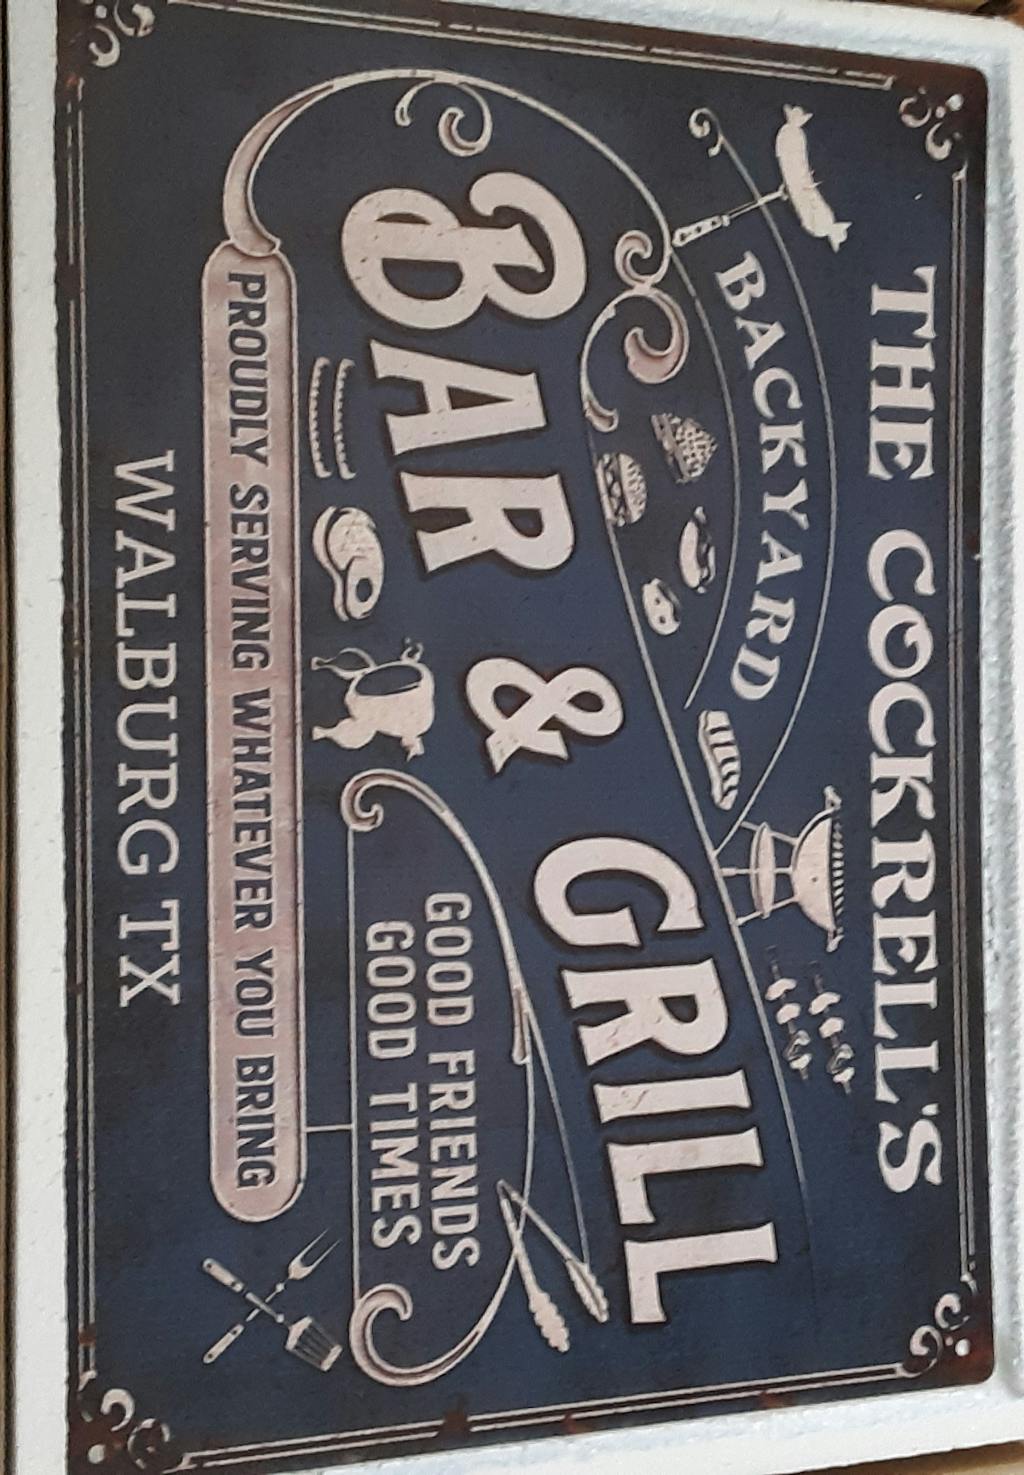 THE COCKRELL'S
BACKYARD
BAR & GRILL
GOOD FRIENDS
GOOD TIMES
PROUDLY SERVING WHATEVER YOU BRING
WALBURG TX